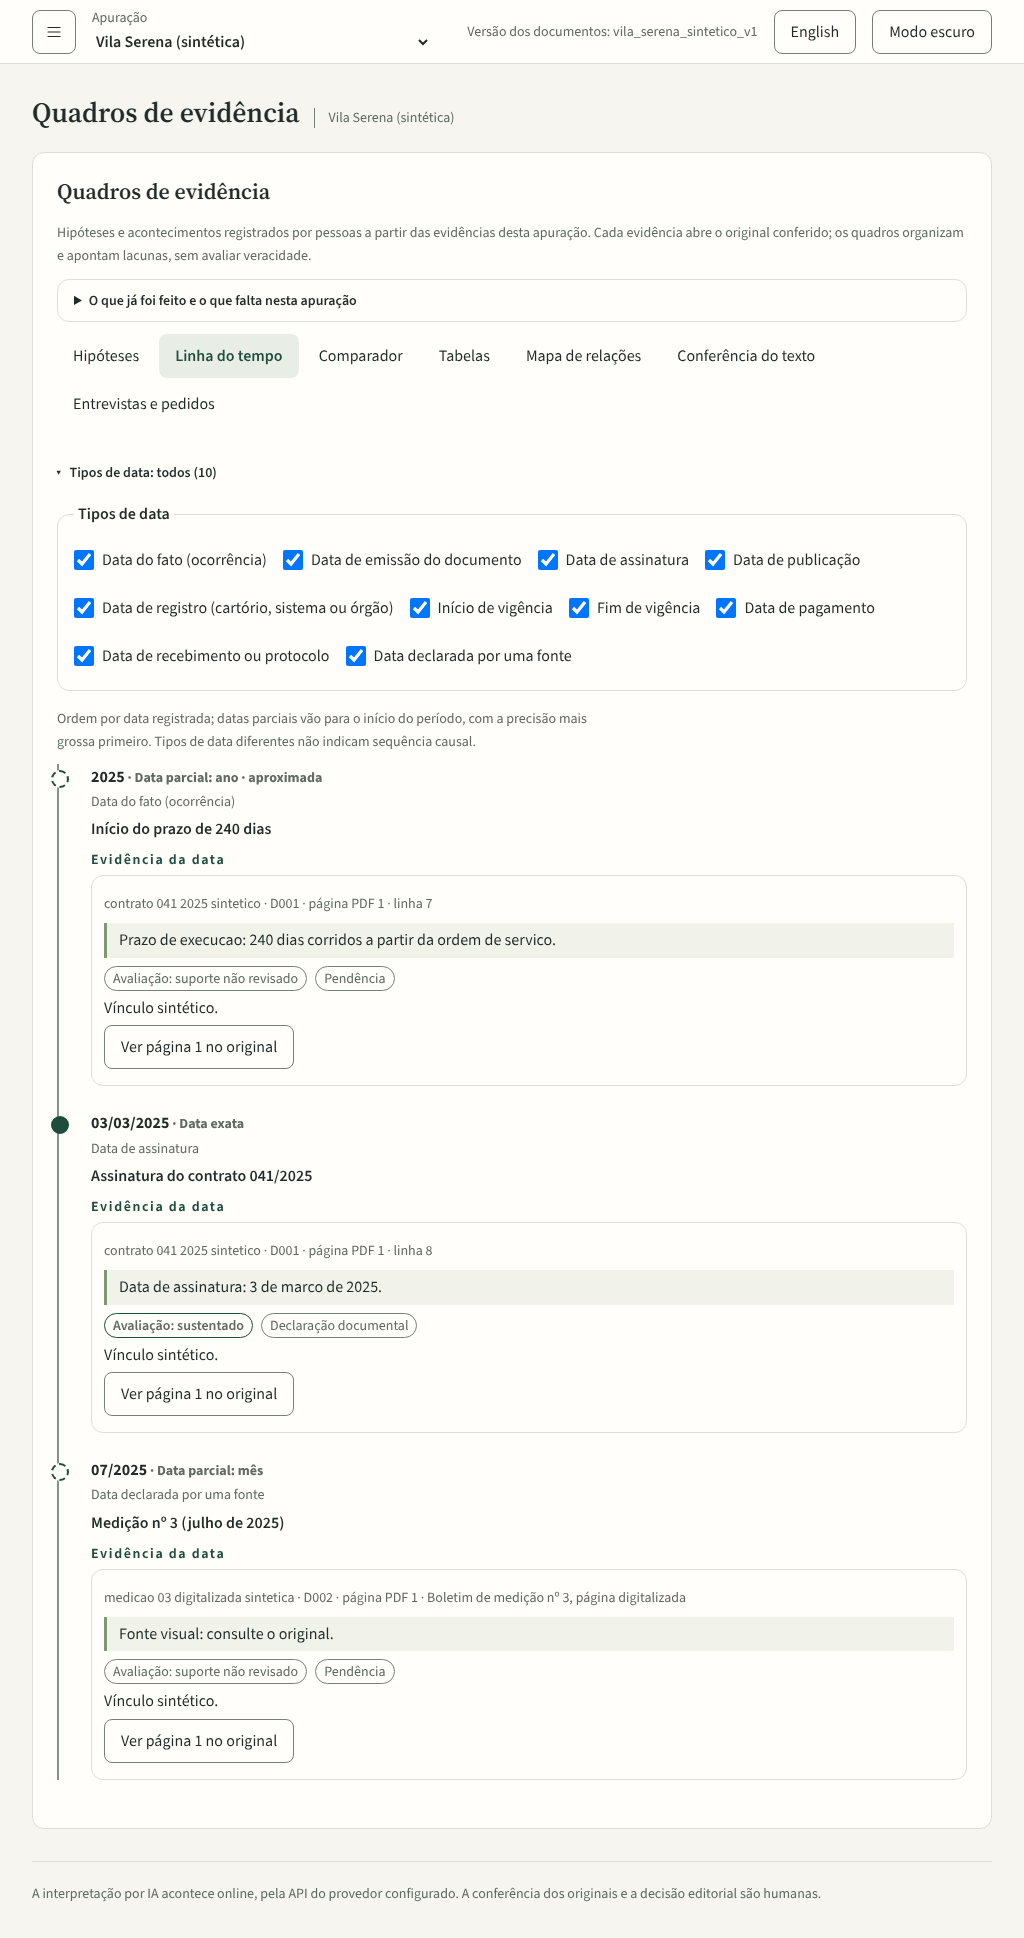 Apuração
Vila Serena (sintética)
Versão dos documentos: vila_serena_sintetico_v1
English
Modo escuro
Quadros de evidência
Vila Serena (sintética)
Quadros de evidência
Hipóteses e acontecimentos registrados por pessoas a partir das evidências desta apuração. Cada evidência abre o original conferido; os quadros organizam
e apontam lacunas, sem avaliar veracidade.
O que já foi feito e o que falta nesta apuração
Hipóteses
Linha do tempo
Comparador
Tabelas
Mapa de relações
Conferência do texto
Entrevistas e pedidos
Tipos de data: todos (10)
Tipos de data
Data do fato (ocorrência)
Data de emissão do documento
Data de assinatura
Data de publicação
Data de registro (cartório, sistema ou órgão)
Início de vigência
Fim de vigência
Data de pagamento
Data de recebimento ou protocolo
Data declarada por uma fonte
Ordem por data registrada; datas parciais vão para o início do período, com a precisão mais
grossa primeiro. Tipos de data diferentes não indicam sequência causal.
2025 · Data parcial: ano · aproximada
Data do fato (ocorrência)
Início do prazo de 240 dias
Evidência da data
contrato 041 2025 sintetico · D001 · página PDF 1 · linha 7
Prazo de execucao: 240 dias corridos a partir da ordem de servico.
Avaliação: suporte não revisado
Pendência
Vínculo sintético.
Ver página 1 no original
03/03/2025 · Data exata
Data de assinatura
Assinatura do contrato 041/2025
Evidência da data
contrato 041 2025 sintetico · D001 · página PDF 1 · linha 8
Data de assinatura: 3 de marco de 2025.
Avaliação: sustentado
Declaração documental
Vínculo sintético.
Ver página 1 no original
07/2025 · Data parcial: mês
Data declarada por uma fonte
Medição nº 3 (julho de 2025)
Evidência da data
medicao 03 digitalizada sintetica · D002 · página PDF 1 · Boletim de medição nº 3, página digitalizada
Fonte visual: consulte o original.
Avaliação: suporte não revisado
Pendência
Vínculo sintético.
Ver página 1 no original
A interpretação por IA acontece online, pela API do provedor configurado. A conferência dos originais e a decisão editorial são humanas.